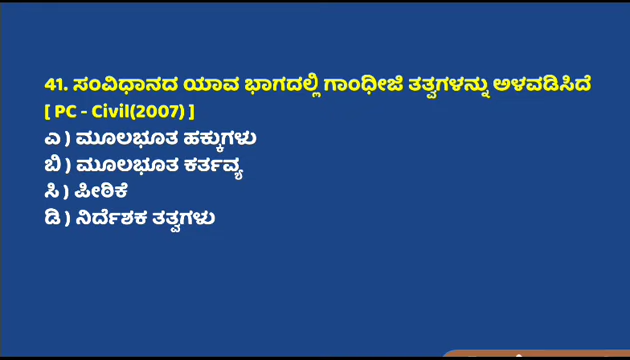 41. ಸಂವಿಧಾನದ ಯಾವ ಭಾಗದಲ್ಲಿ ಗಾಂಧೀಜಿ ತತ್ವಗಳನ್ನು ಅಳವಡಿಸಿದೆ
[ PC - Civil(2007) ]
ಎ ) ಮೂಲಭೂತ ಹಕ್ಕುಗಳು
ಬಿ ) ಮೂಲಭೂತ ಕರ್ತವ್ಯ
ಸಿ ) ಪೀಠಿಕೆ
ಡಿ ) ನಿರ್ದೇಶಕ ತತ್ವಗಳು